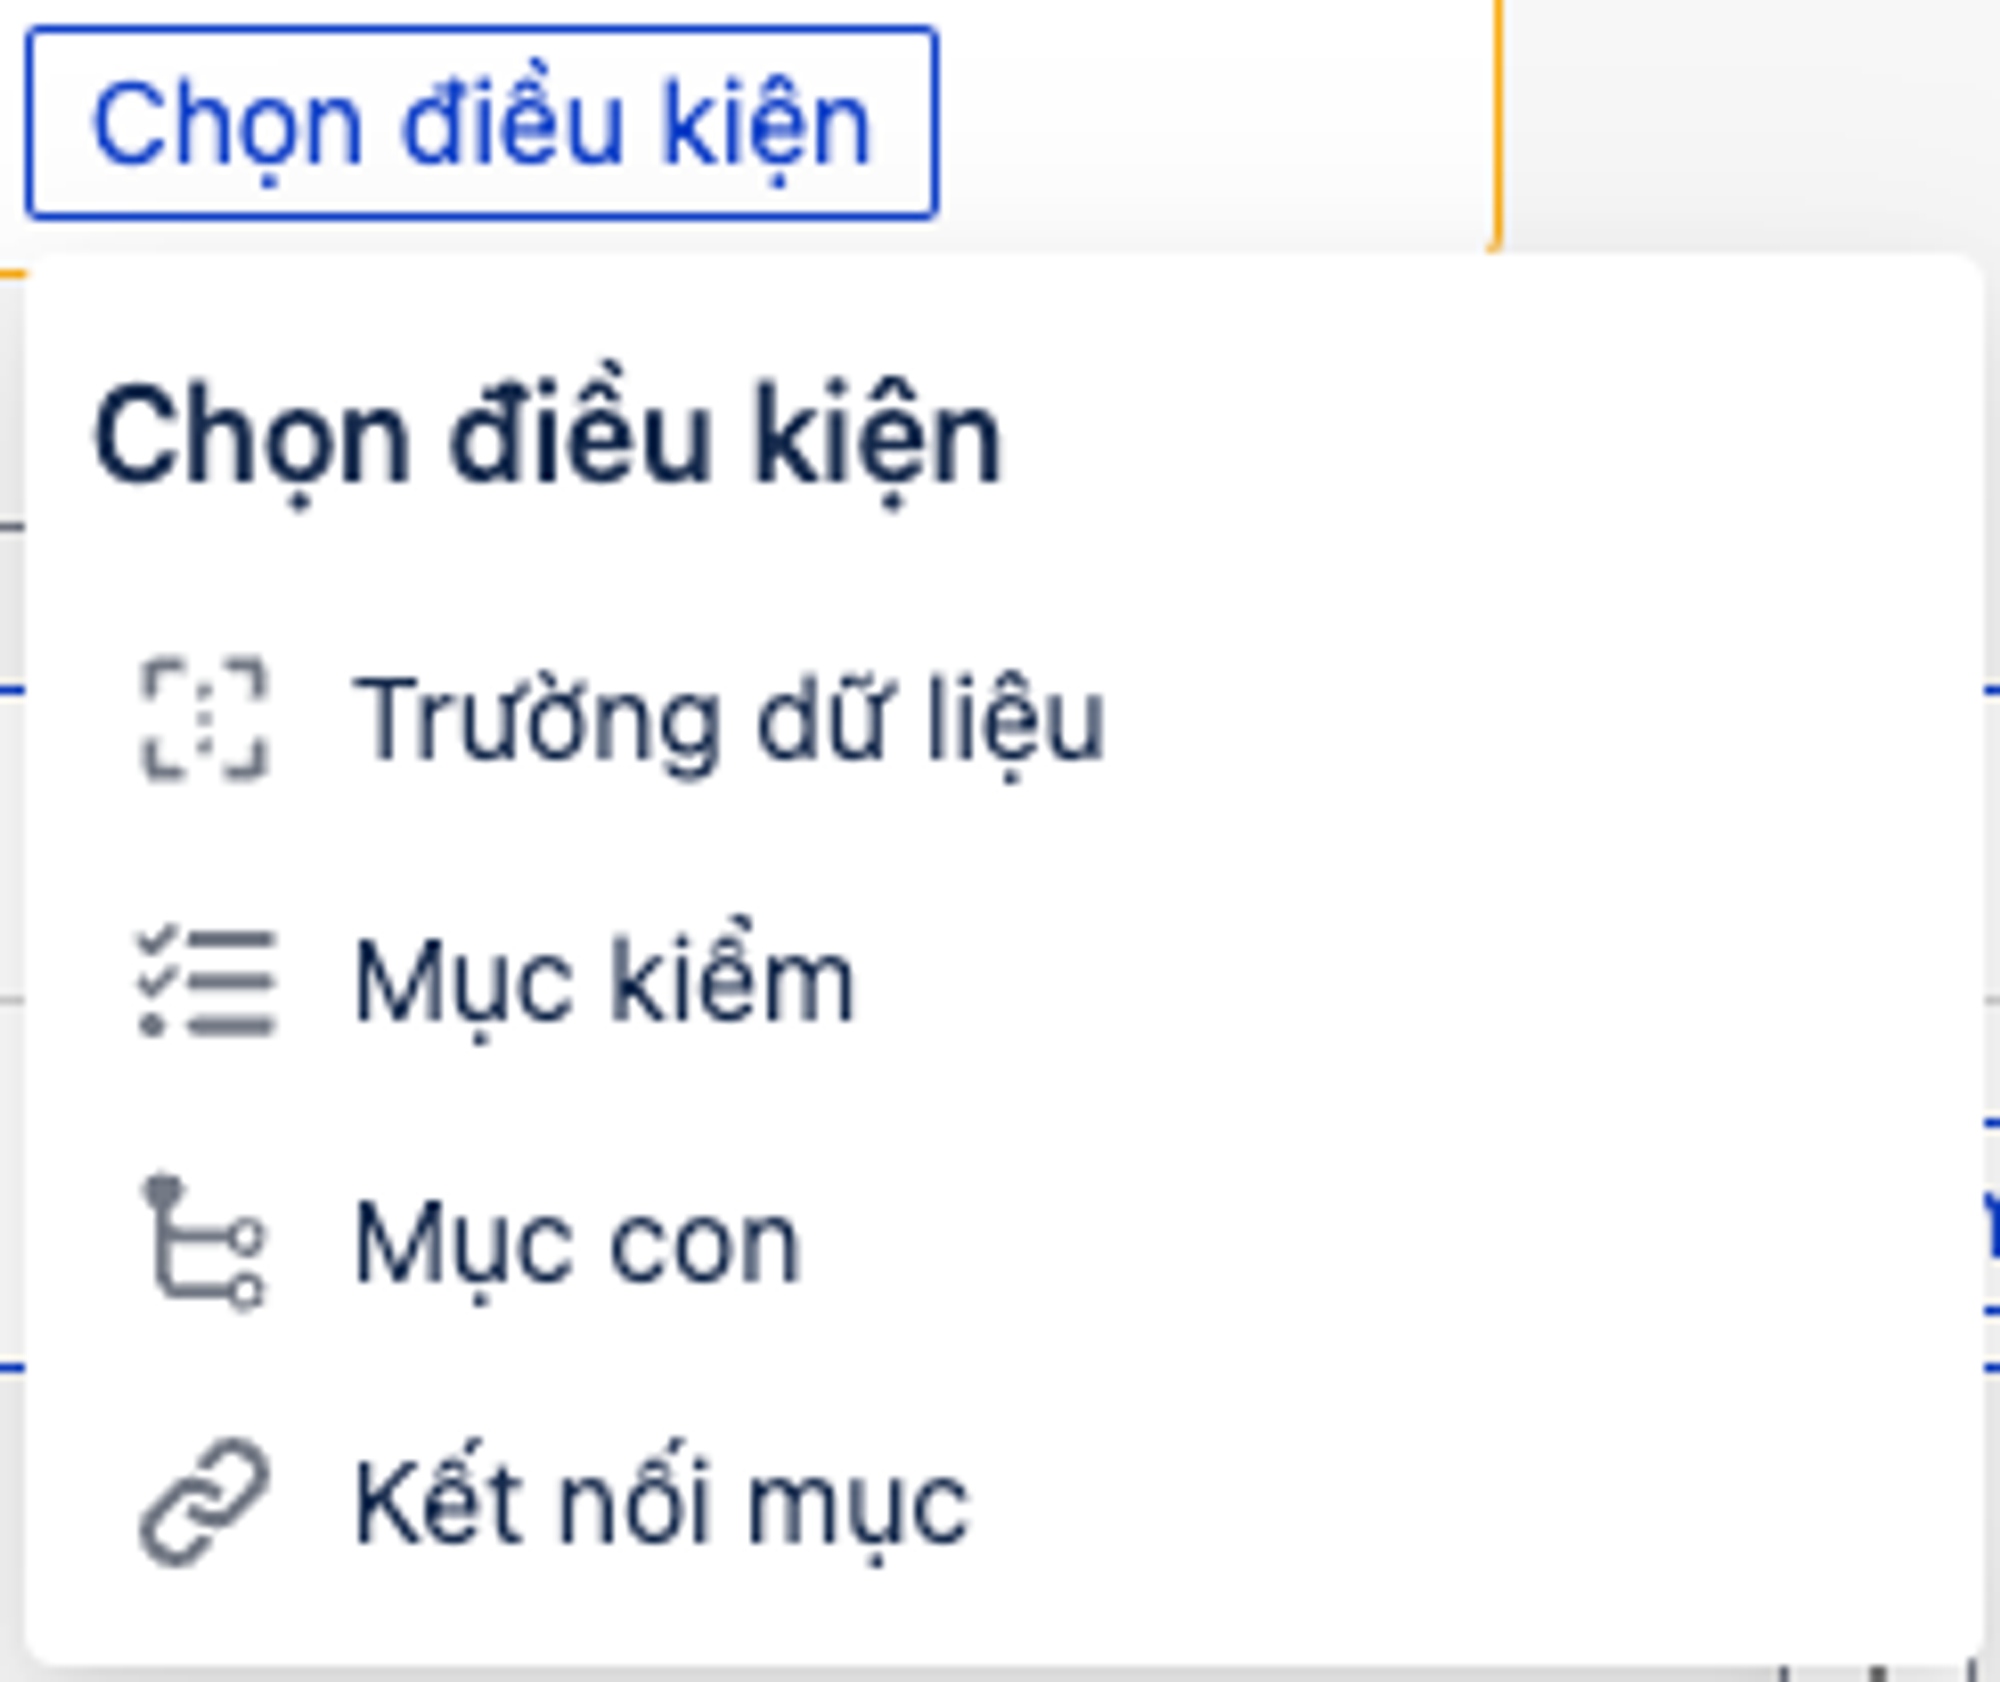 Chọn điều kiện
Chọn điều kiện
Trường dữ liệu
Mục kiểm
Mục con
Kết nối mục